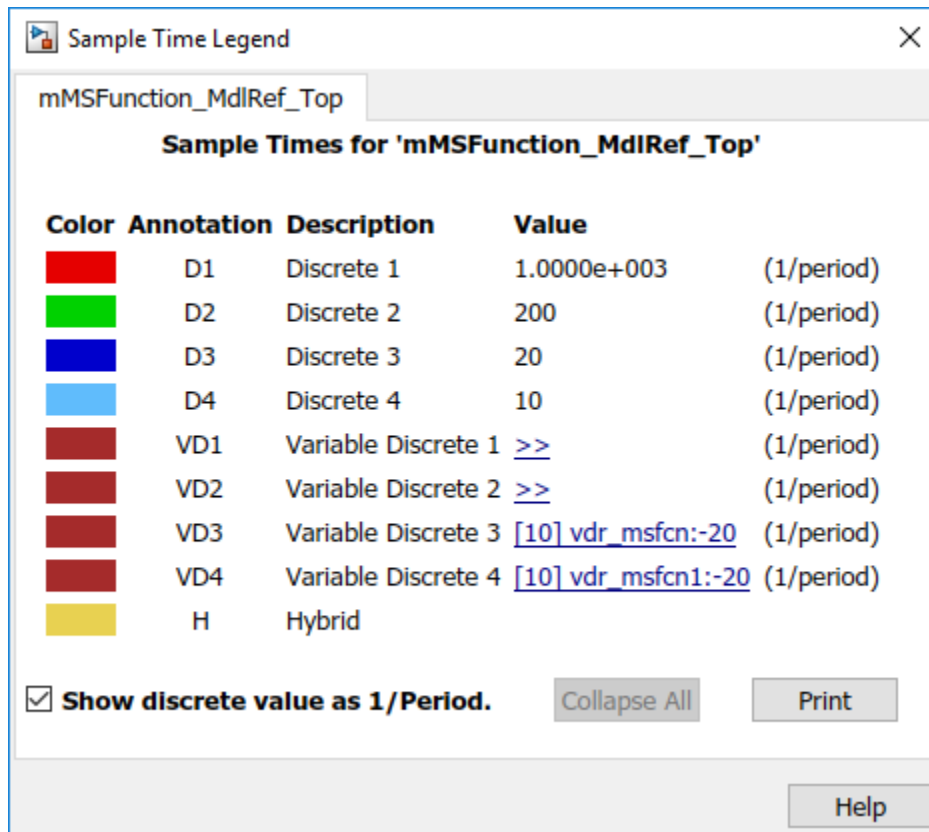 Sample Time Legend
mMSFunction_MdlRef_Top
Sample Times for 'mMSFunction_MdlRef_Top'
Color Annotation Description Value
D1 Discrete 1 1.0000e+003 (1/period)
D2 Discrete 2 200 (1/period)
D3 Discrete 3 20 (1/period)
D4 Discrete 4 10 (1/period)
VD1 Variable Discrete 1 >> (1/period)
VD2 Variable Discrete 2 >> (1/period)
VD3 Variable Discrete 3 [10] vdr_msfcn:-20 (1/period)
VD4 Variable Discrete 4 [10] vdr_msfcn1:-20 (1/period)
H Hybrid
Show discrete value as 1/Period. Collapse All Print
Help